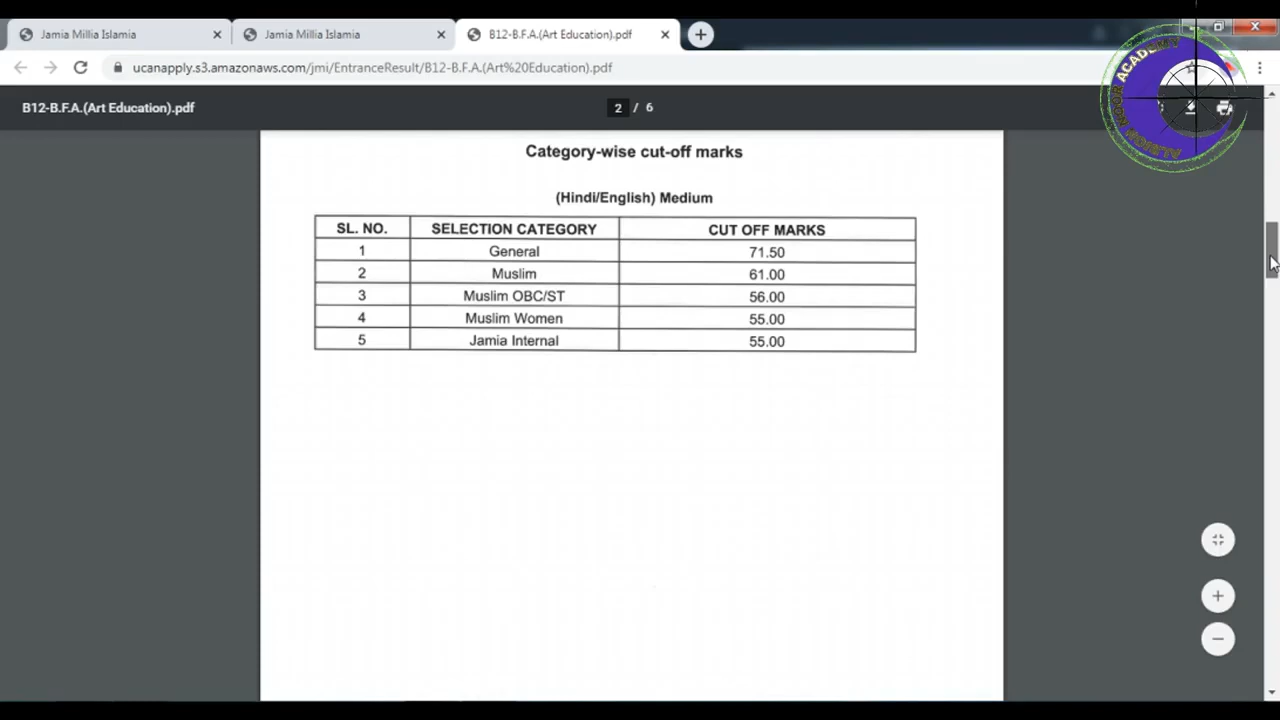 Jamia Millia Islamia
Jamia Millia Islamia
B12-B.F.A.(Art Education).pdf
ucanapply.s3.amazonaws.com/jmi/EntranceResult/B12-B.F.A.(Art%20Education).pdf
B12-B.F.A.(Art Education).pdf 2 / 6
ACADEMY
Category-wise cut-off marks
(Hindi/English) Medium
SL. NO. SELECTION CATEGORY CUT OFF MARKS
1 General 71.50
2 Muslim 61.00
3 Muslim OBC/ST 56.00
4 Muslim Women 55.00
5 Jamia Internal 55.00